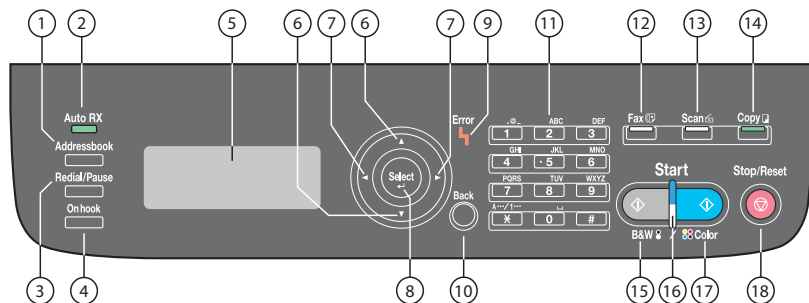 1
2
3
4
5
6
7
6
7
8
9
10
11
12
13
14
15
16
17
18
Auto RX
Addressbook
Redial/Pause
On hook
Select
Error
Back
.@_
1
ABC
2
DEF
3
GHI
4
JKL
5
MNO
6
PQRS
7
TUV
8
WXYZ
9
A···/1···
0
#
Fax
Scan
Copy
Start
B&W
/
Color
Stop/Reset